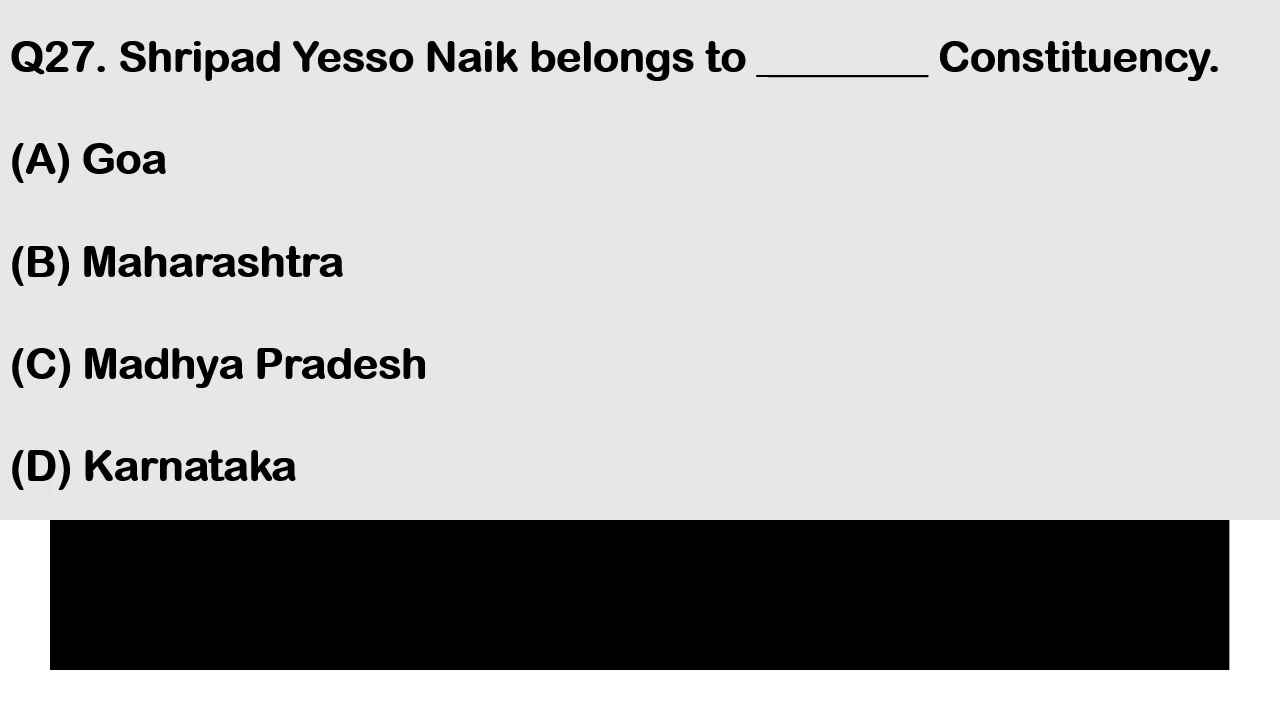 Q27. Shripad Yesso Naik belongs to ________ Constituency.
(A) Goa
(B) Maharashtra
(C) Madhya Pradesh
(D) Karnataka